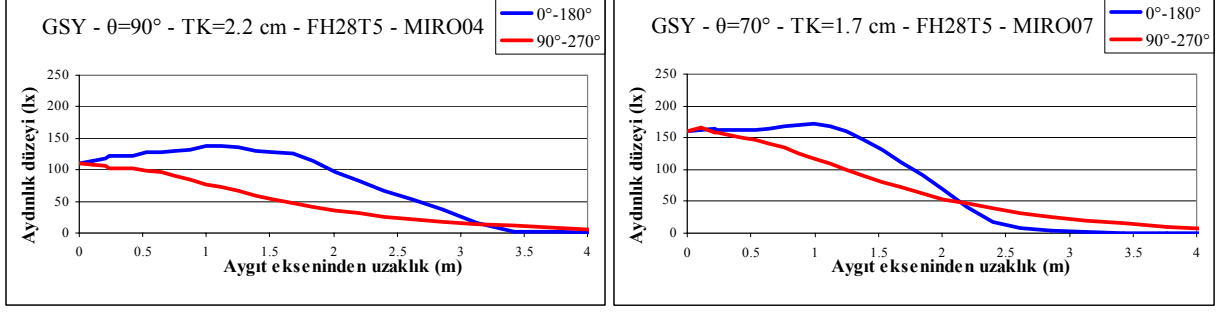 GSY - θ=90° - TK=2.2 cm - FH28T5 - MIRO04
0°-180°
90°-270°
Aydınlık düzeyi (lx)
250
200
150
100
50
0
0 0.5 1 1.5 2 2.5 3 3.5 4
Aygıt ekseninden uzaklık (m)
GSY - θ=70° - TK=1.7 cm - FH28T5 - MIRO07
0°-180°
90°-270°
Aydınlık düzeyi (lx)
250
200
150
100
50
0
0 0.5 1 1.5 2 2.5 3 3.5 4
Aygıt ekseninden uzaklık (m)